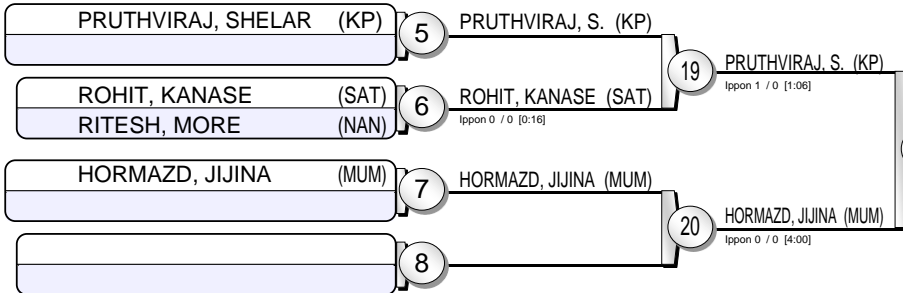 PRUTHVIRAJ, SHELAR (KP)
5
PRUTHVIRAJ, S. (KP)
ROHIT, KANASE (SAT)
RITESH, MORE (NAN)
6
ROHIT, KANASE (SAT)
Ippon 0 / 0 [0:16]
19
PRUTHVIRAJ, S. (KP)
Ippon 1 / 0 [1:06]
HORMAZD, JIJINA (MUM)
7
HORMAZD, JIJINA (MUM)
8
20
HORMAZD, JIJINA (MUM)
Ippon 0 / 0 [4:00]